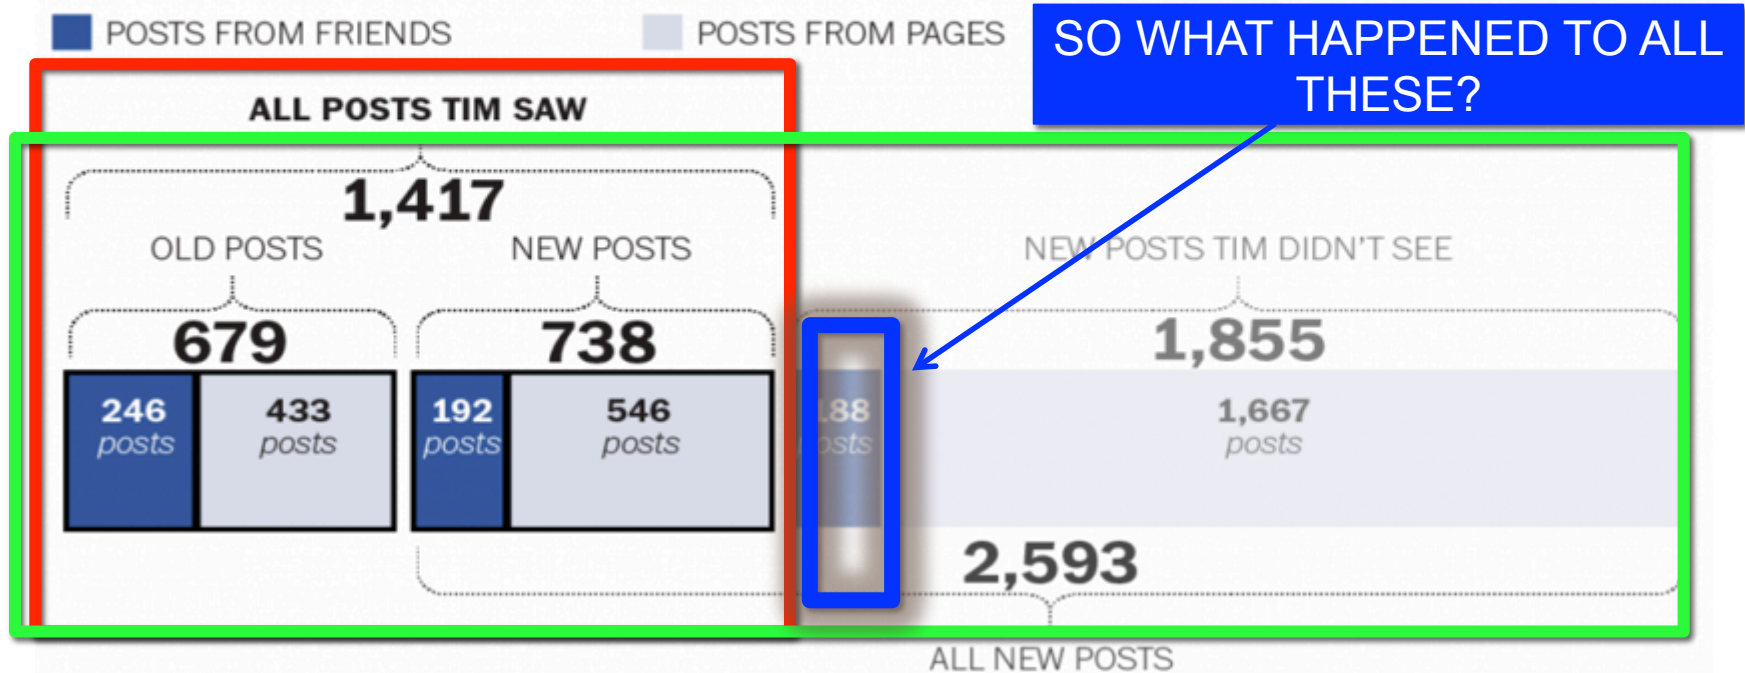 POSTS FROM FRIENDS
POSTS FROM PAGES
SO WHAT HAPPENED TO ALL
THESE?
ALL POSTS TIM SAW
1,417
OLD POSTS
NEW POSTS
NEW POSTS TIM DIDN'T SEE
679
738
1,855
246
posts
433
posts
192
posts
546
posts
188
posts
1,667
posts
2,593
ALL NEW POSTS